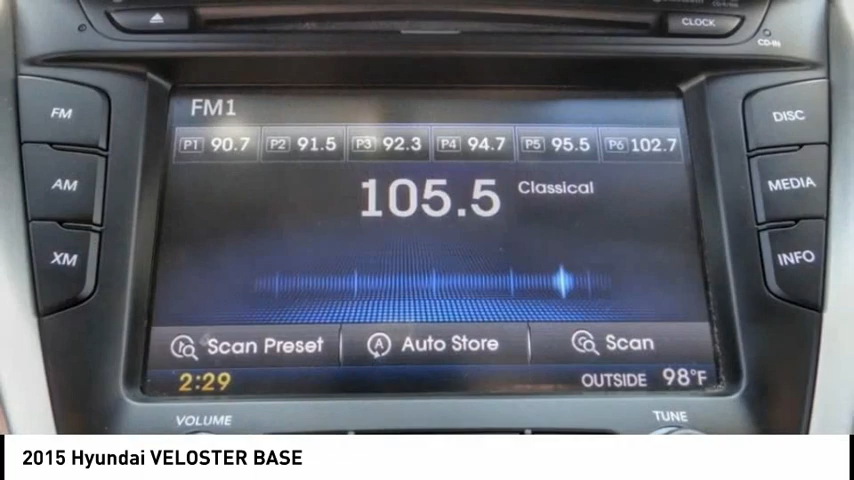 CLOCK
CD-IN
FM
AM
XM
DISC
MEDIA
INFO
FM1
P1 90.7 P2 91.5 P3 92.3 P4 94.7 P5 95.5 P6 102.7
105.5 Classical
Scan Preset Auto Store Scan
2:29 OUTSIDE 98°F
VOLUME TUNE
2015 Hyundai VELOSTER BASE